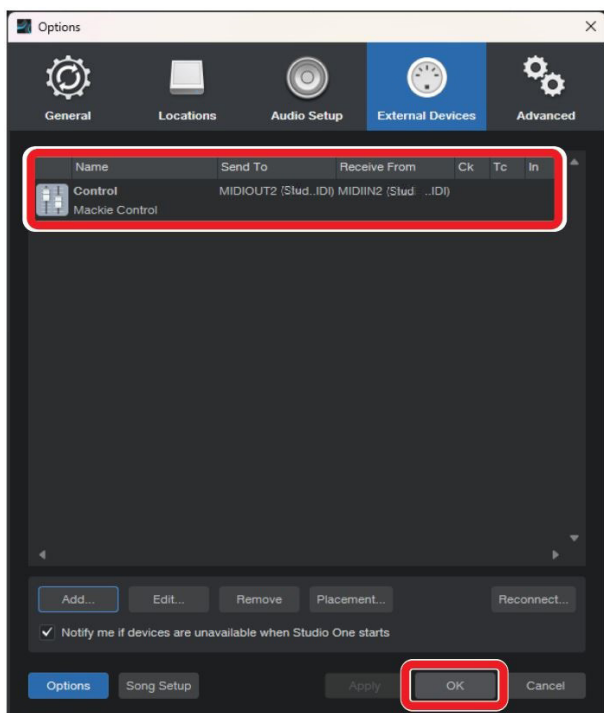 Options
General Locations Audio Setup External Devices Advanced
Name Send To Receive From Ck Tc In
Control MIDIOUT2 (Stud..IDI) MIDIIN2 (Stud ..IDI)
Mackie Control
Add... Edit... Remove Placement... Reconnect...
Notify me if devices are unavailable when Studio One starts
Options Song Setup Apply OK Cancel